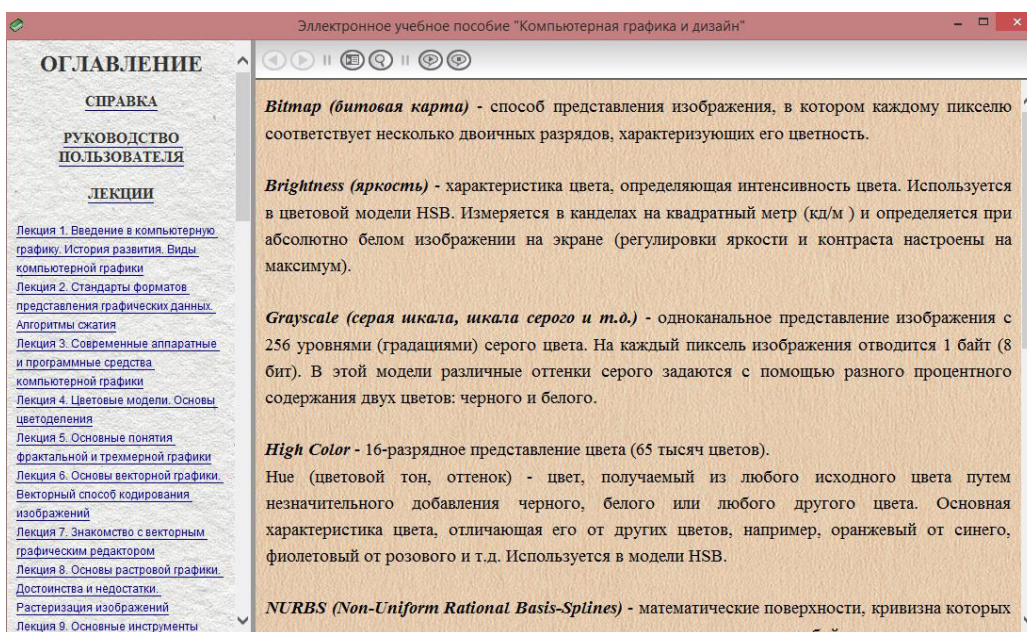 Эллектронное учебное пособие "Компьютерная графика и дизайн"
ОГЛАВЛЕНИЕ
СПРАВКА
РУКОВОДСТВО
ПОЛЬЗОВАТЕЛЯ
ЛЕКЦИИ
Лекция 1. Введение в компьютерную
графику. История развития. Виды
компьютерной графики
Лекция 2. Стандарты форматов
представления графических данных.
Алгоритмы сжатия
Лекция 3. Современные аппаратные
и программные средства
компьютерной графики
Лекция 4. Цветовые модели. Основы
цветоделения
Лекция 5. Основные понятия
фрактальной и трехмерной графики
Лекция 6. Основы векторной графики.
Векторный способ кодирования
изображений
Лекция 7. Знакомство с векторным
графическим редактором
Лекция 8. Основы растровой графики.
Достоинства и недостатки.
Растеризация изображений
Лекция 9. Основные инструменты
Bitmap (битовая карта) - способ представления изображения, в котором каждому пикселю
соответствует несколько двоичных разрядов, характеризующих его цветность.
Brightness (яркость) - характеристика цвета, определяющая интенсивность цвета. Используется
в цветовой модели HSB. Измеряется в канделах на квадратный метр (кд/м ) и определяется при
абсолютно белом изображении на экране (регулировки яркости и контраста настроены на
максимум).
Grayscale (серая шкала, шкала серого и т.д.) - одноканальное представление изображения с
256 уровнями (градациями) серого цвета. На каждый пиксель изображения отводится 1 байт (8
бит). В этой модели различные оттенки серого задаются с помощью разного процентного
содержания двух цветов: черного и белого.
High Color - 16-разрядное представление цвета (65 тысяч цветов).
Hue (цветовой тон, оттенок) - цвет, получаемый из любого исходного цвета путем
незначительного добавления черного, белого или любого другого цвета. Основная
характеристика цвета, отличающая его от других цветов, например, оранжевый от синего,
фиолетовый от розового и т.д. Используется в модели HSB.
NURBS (Non-Uniform Rational Basis-Splines) - математические поверхности, кривизна которых